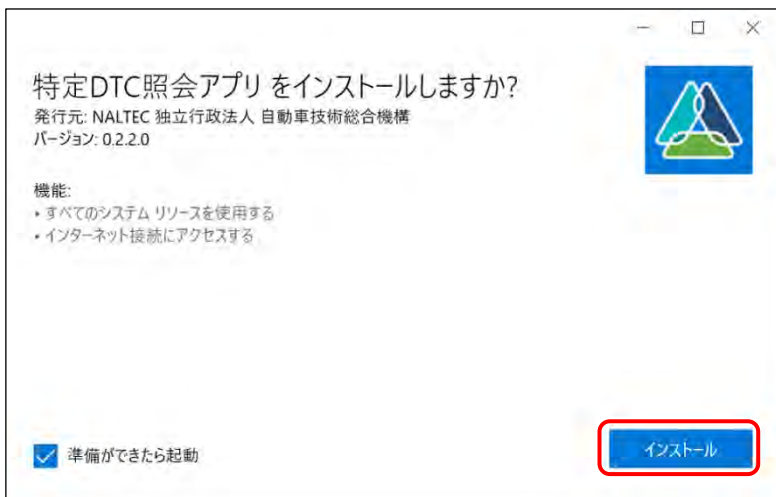 特定DTC照会アプリ をインストールしますか?
発行元: NALTEC 独立行政法人 自動車技術総合機構
バージョン: 0.2.2.0
機能:
• すべてのシステム リソースを使用する
• インターネット接続にアクセスする
準備ができたら起動
インストール